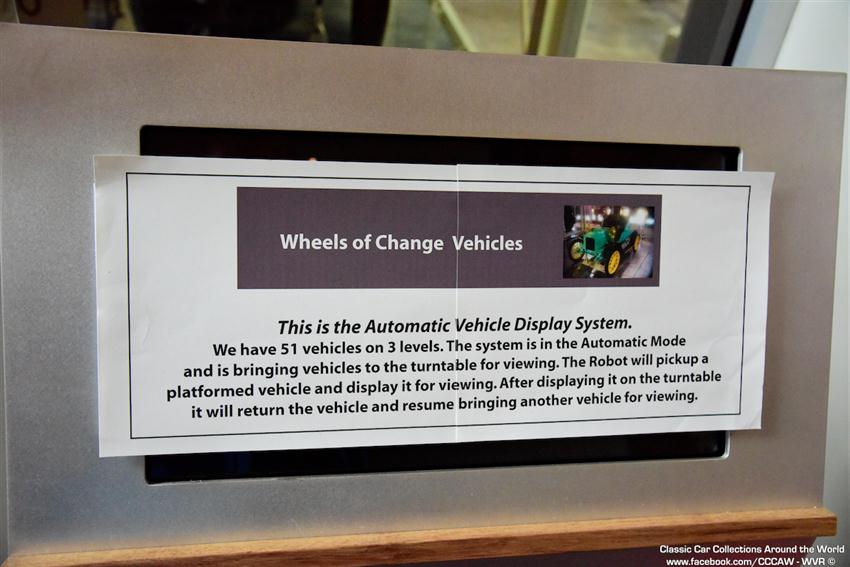 Wheels of Change Vehicles
This is the Automatic Vehicle Display System.
We have 51 vehicles on 3 levels. The system is in the Automatic Mode
and is bringing vehicles to the turntable for viewing. The Robot will pickup a
platformed vehicle and display it for viewing. After displaying it on the turntable
it will return the vehicle and resume bringing another vehicle for viewing.
Classic Car Collections Around the World
www.facebook.com/CCCAW - WVR ©